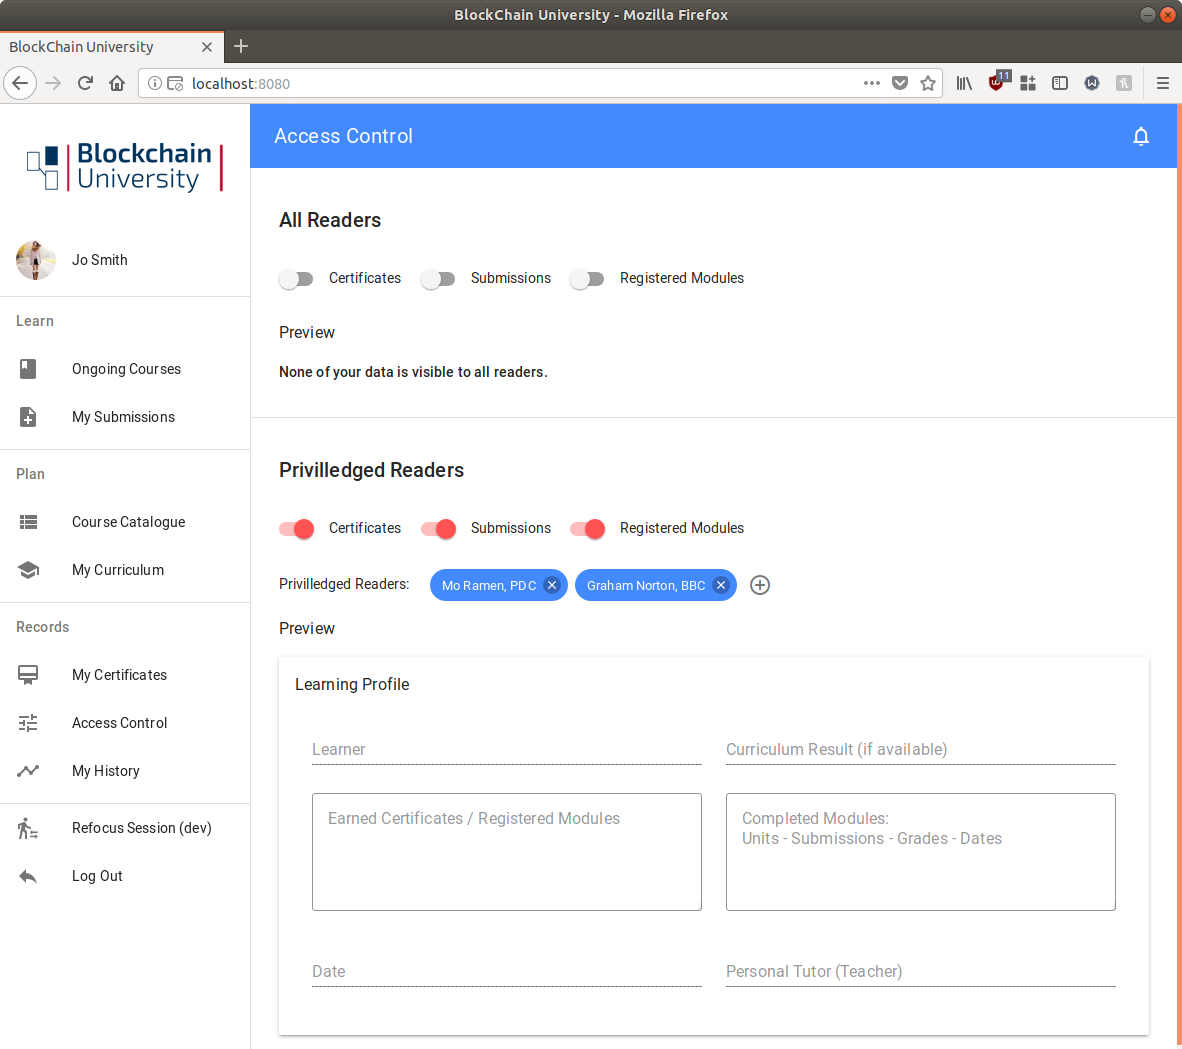 BlockChain University - Mozilla Firefox
BlockChain University
localhost:8080
11
Blockchain
University
Access Control
Jo Smith
Learn
Ongoing Courses
My Submissions
Plan
Course Catalogue
My Curriculum
Records
My Certificates
Access Control
My History
Refocus Session (dev)
Log Out
All Readers
Certificates
Submissions
Registered Modules
Preview
None of your data is visible to all readers.
Privilledged Readers
Certificates
Submissions
Registered Modules
Privilledged Readers:
Mo Ramen, PDC
Graham Norton, BBC
Preview
Learning Profile
Learner
Curriculum Result (if available)
Earned Certificates / Registered Modules
Completed Modules:
Units - Submissions - Grades - Dates
Date
Personal Tutor (Teacher)